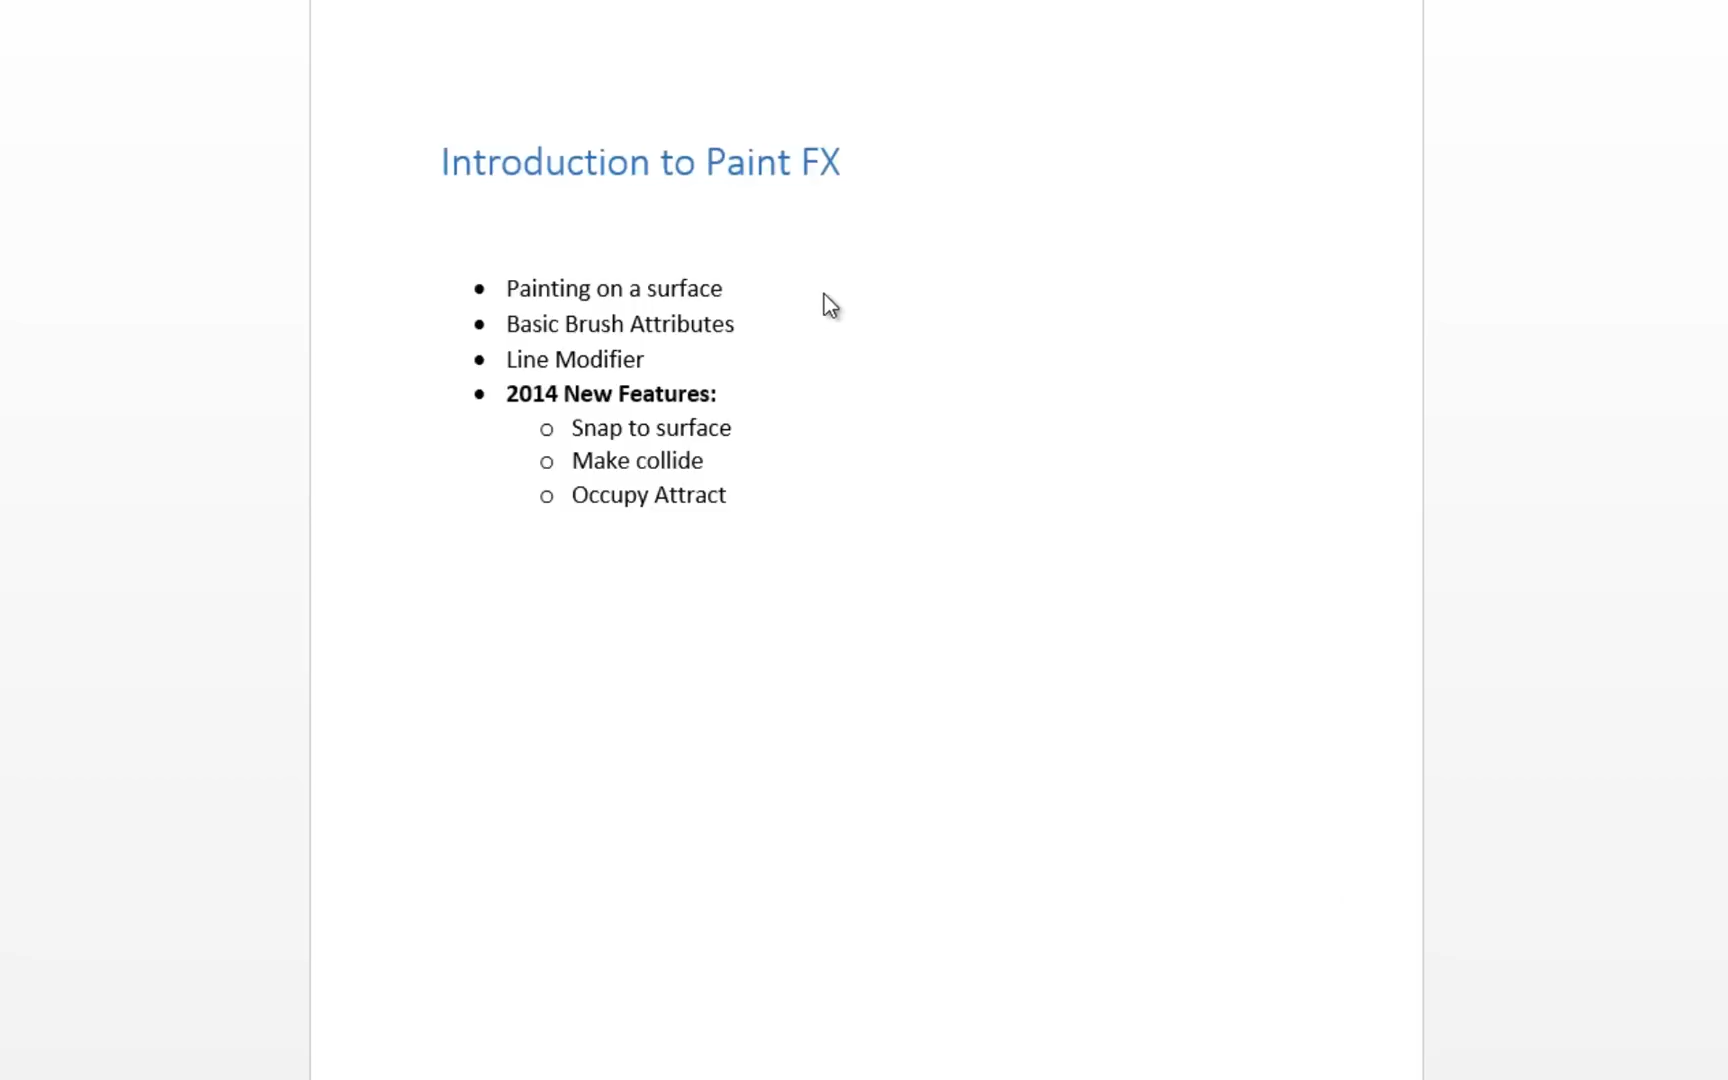 Introduction to Paint FX
• Painting on a surface
• Basic Brush Attributes
• Line Modifier
• 2014 New Features:
o Snap to surface
o Make collide
o Occupy Attract